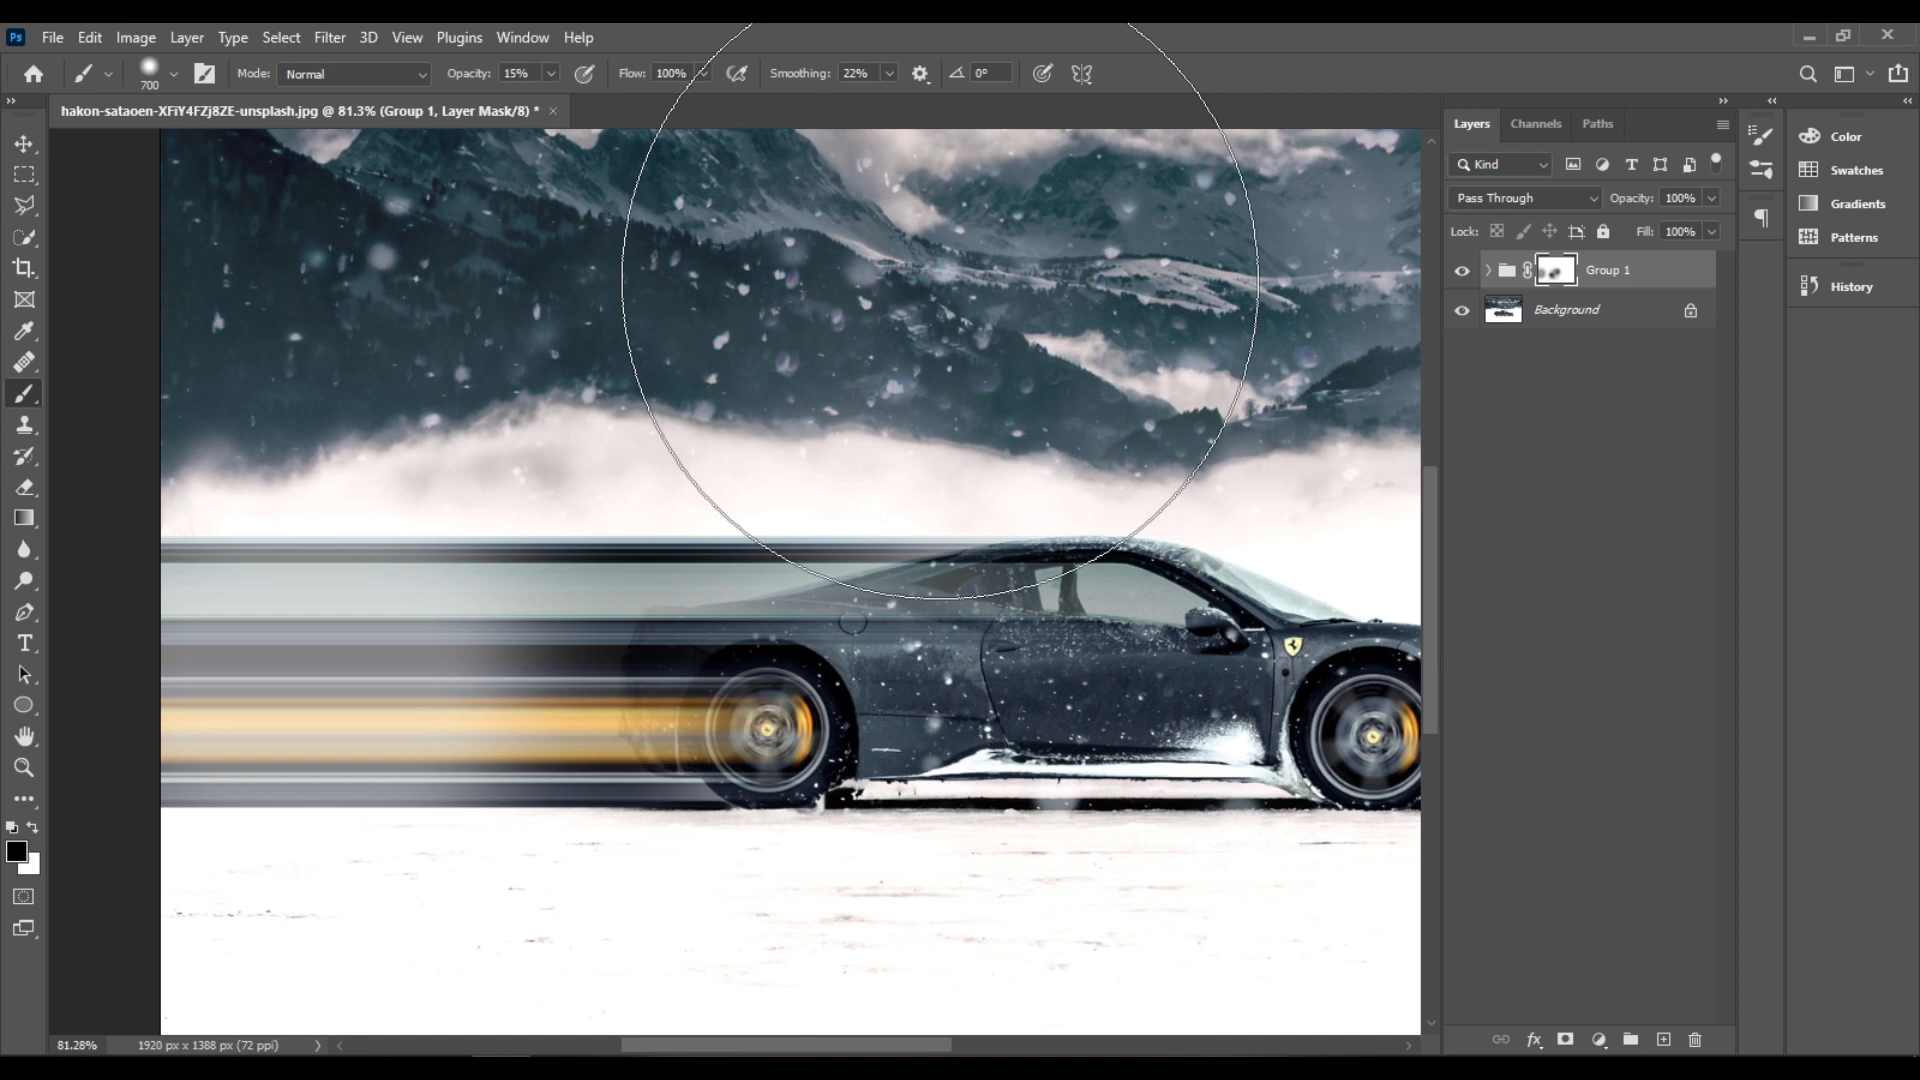 Ps File Edit Image Layer Type Select Filter 3D View Plugins Window Help
700 Mode: Normal Opacity: 15% Flow: 100% Smoothing: 22% 0°
hakon-sataoen-XFiY4FZj8ZE-unsplash.jpg @ 81.3% (Group 1, Layer Mask/8) * ×
Layers Channels Paths
Kind
Pass Through Opacity: 100%
Lock: Fill: 100%
Group 1
Background
Color
Swatches
Gradients
Patterns
History
81.28% 1920 px x 1388 px (72 ppi)
fx